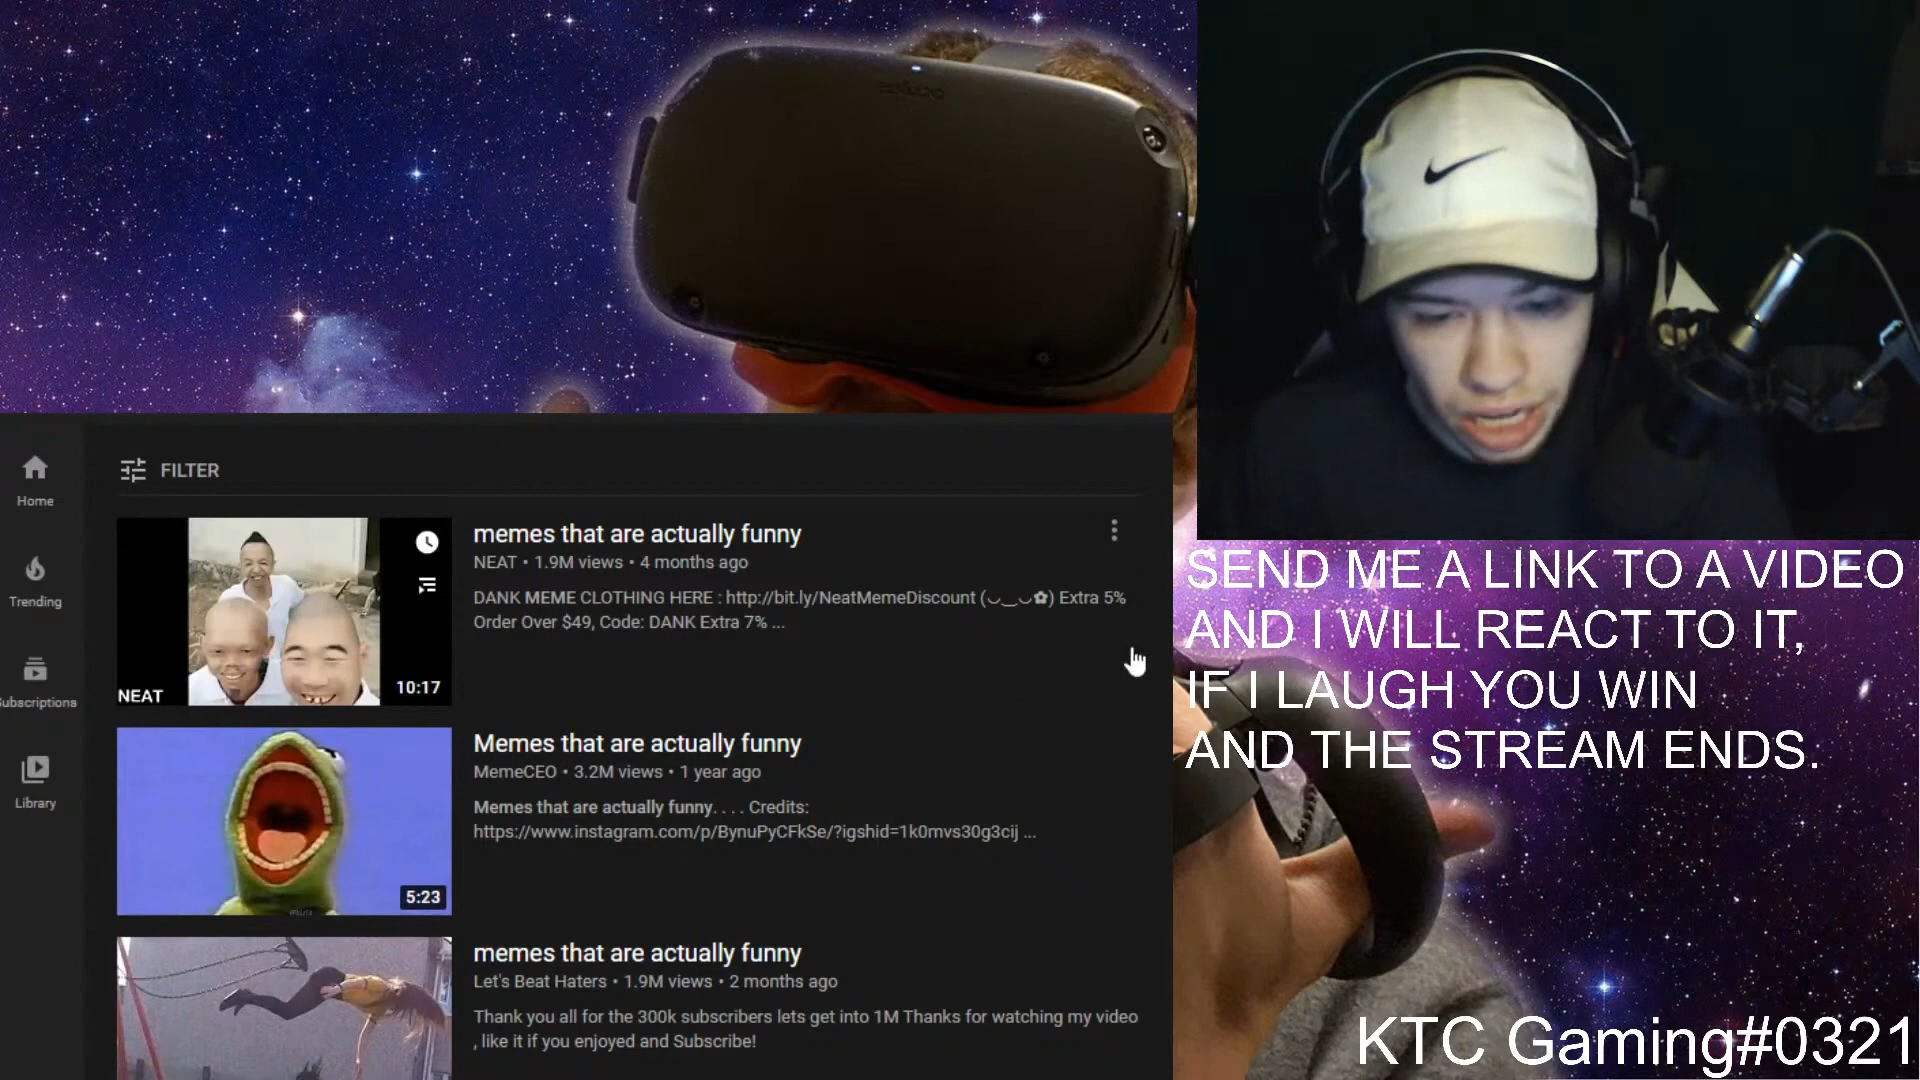 FILTER
Home
Trending
Subscriptions
Library
NEAT
10:17
memes that are actually funny
NEAT • 1.9M views • 4 months ago
DANK MEME CLOTHING HERE : http://bit.ly/NeatMemeDiscount (◡‿◡✿) Extra 5%
Order Over $49, Code: DANK Extra 7% ...
5:23
Memes that are actually funny
MemeCEO • 3.2M views • 1 year ago
Memes that are actually funny. . . . Credits:
https://www.instagram.com/p/BynuPyCFkSe/?igshid=1k0mvs30g3cij ...
memes that are actually funny
Let's Beat Haters • 1.9M views • 2 months ago
Thank you all for the 300k subscribers lets get into 1M Thanks for watching my video
, like it if you enjoyed and Subscribe!
SEND ME A LINK TO A VIDEO
AND I WILL REACT TO IT,
IF I LAUGH YOU WIN
AND THE STREAM ENDS.
KTC Gaming#0321